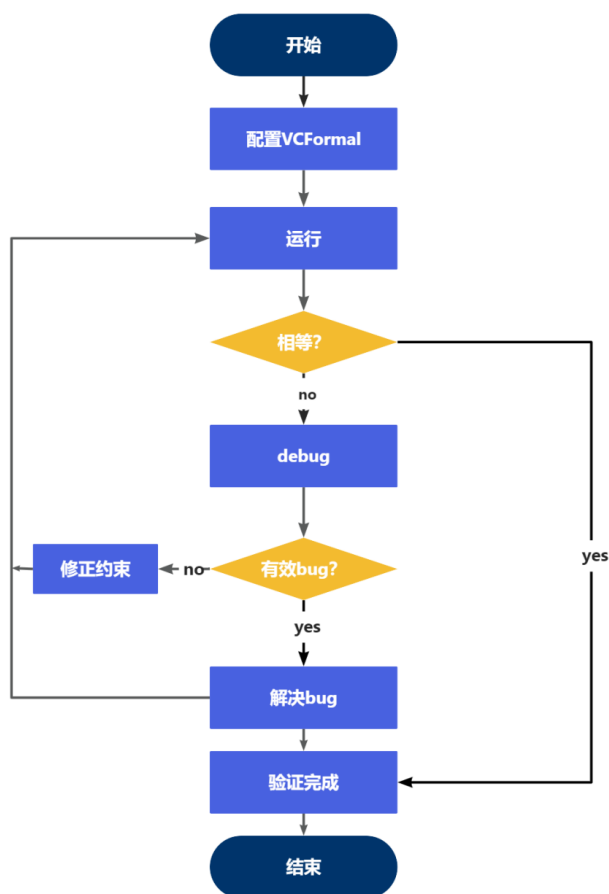 开始
配置VCFormal
运行
相等?
no
debug
yes
修正约束
no
有效bug?
yes
解决bug
验证完成
结束